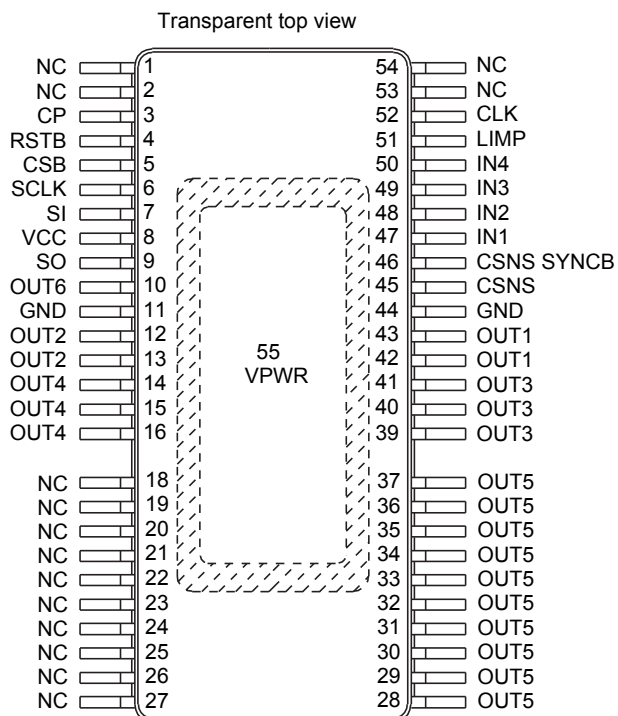 Transparent top view
NC 1 54 NC
NC 2 53 NC
CP 3 52 CLK
RSTB 4 51 LIMP
CSB 5 50 IN4
SCLK 6 49 IN3
SI 7 48 IN2
VCC 8 47 IN1
SO 9 46 CSNS SYNCB
OUT6 10 45 CSNS
GND 11 44 GND
OUT2 12 43 OUT1
OUT2 13 42 OUT1
OUT4 14 41 OUT3
OUT4 15 40 OUT3
OUT4 16 39 OUT3
55
VPWR
NC 18 37 OUT5
NC 19 36 OUT5
NC 20 35 OUT5
NC 21 34 OUT5
NC 22 33 OUT5
NC 23 32 OUT5
NC 24 31 OUT5
NC 25 30 OUT5
NC 26 29 OUT5
NC 27 28 OUT5